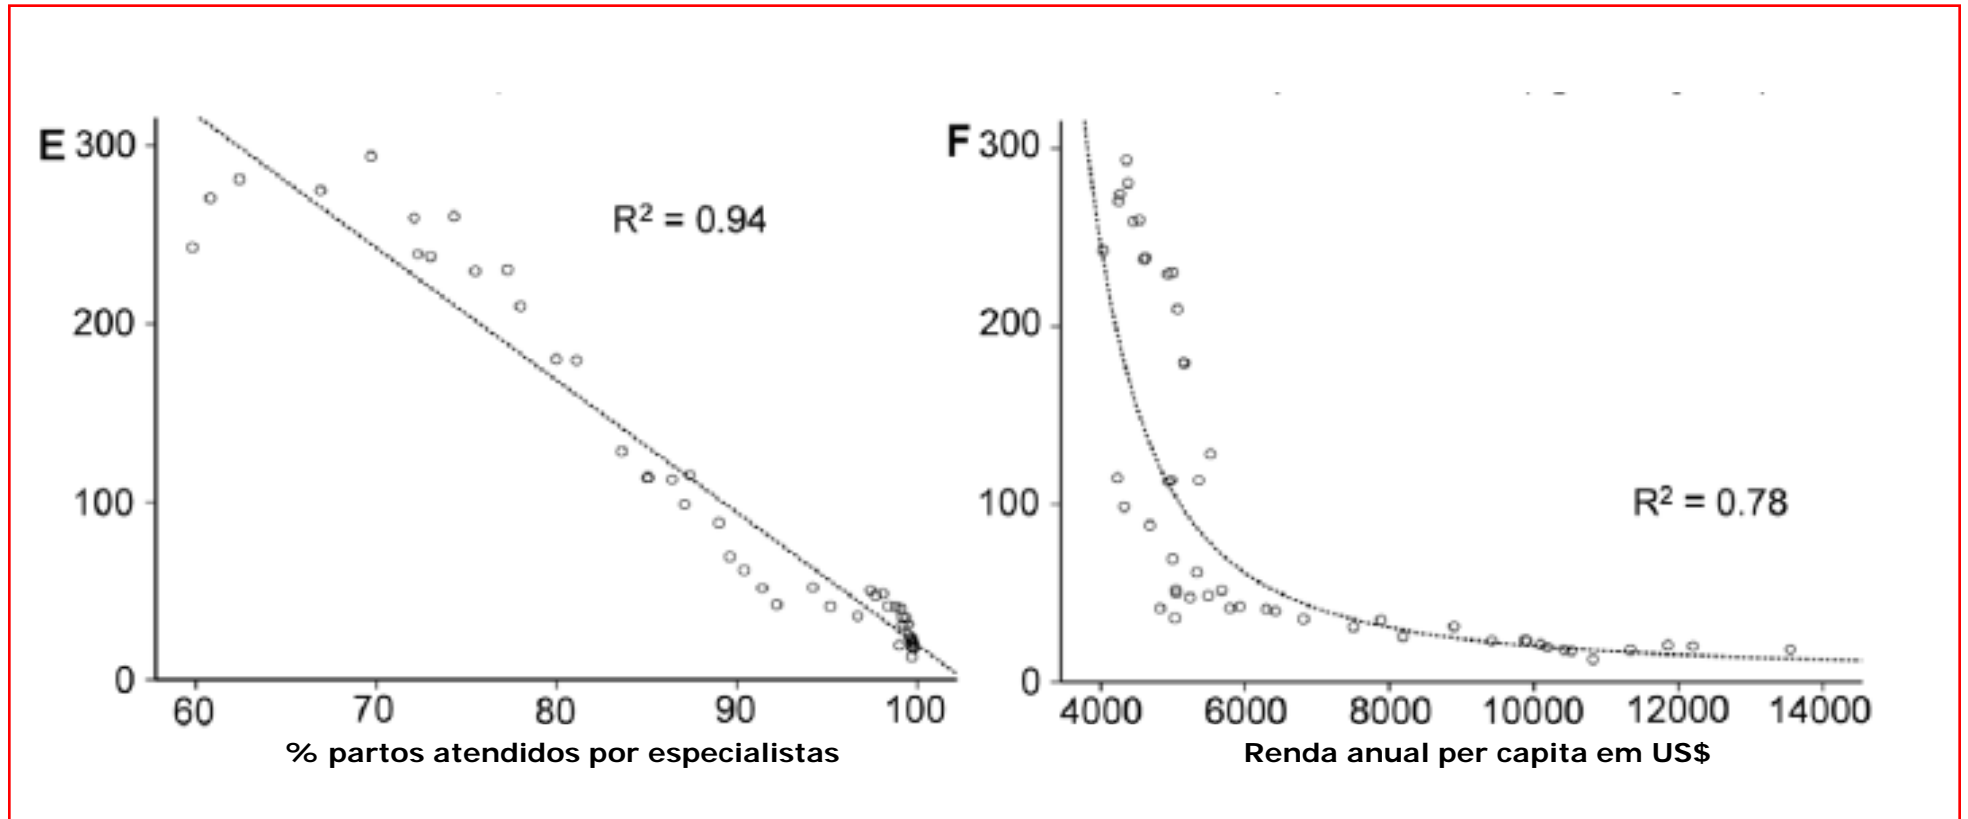 E 300
200
100
0
R² = 0.94
60 70 80 90 100
% partos atendidos por especialistas
F 300
200
100
0
R² = 0.78
4000 6000 8000 10000 12000 14000
Renda anual per capita em US$